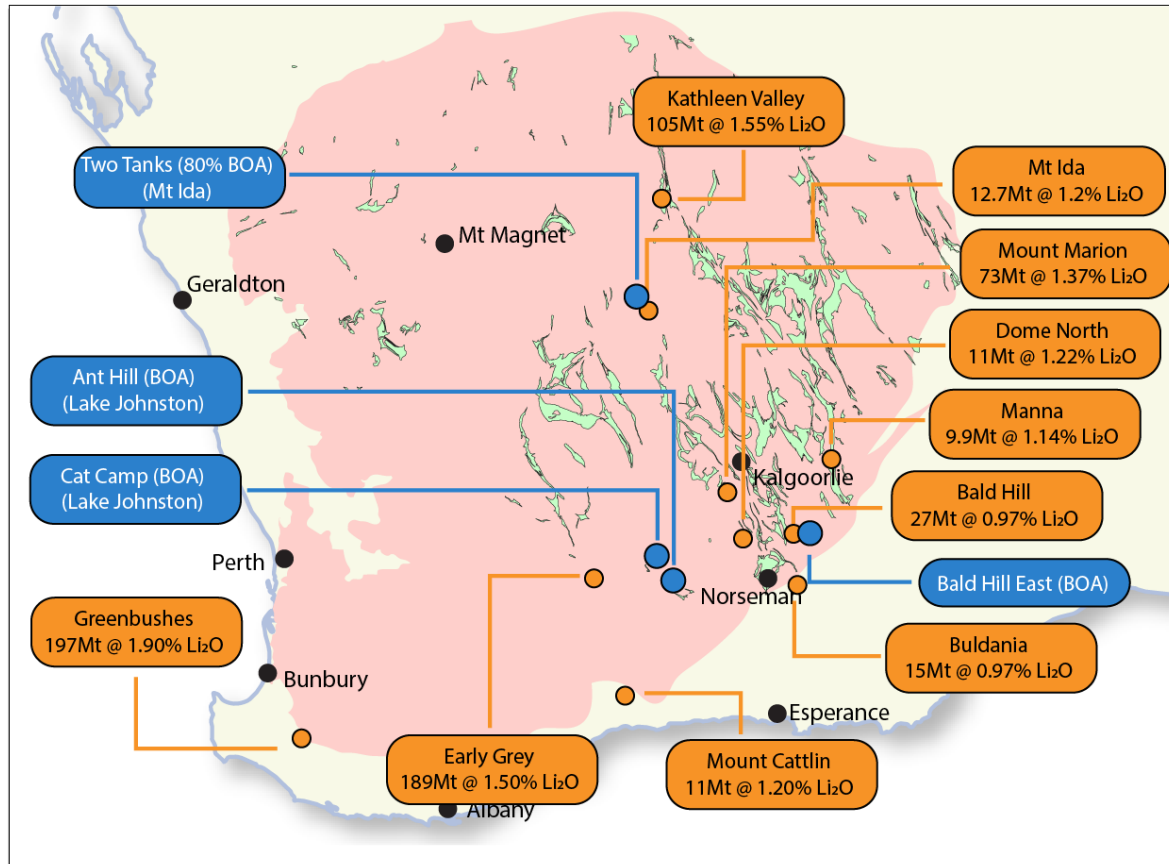 Kathleen Valley
105Mt @ 1.55% Li₂O
Two Tanks (80% BOA)
(Mt Ida)
Mt Ida
12.7Mt @ 1.2% Li₂O
Mt Magnet
Mount Marion
73Mt @ 1.37% Li₂O
Geraldton
Dome North
11Mt @ 1.22% Li₂O
Ant Hill (BOA)
(Lake Johnston)
Manna
9.9Mt @ 1.14% Li₂O
Kalgoorlie
Cat Camp (BOA)
(Lake Johnston)
Bald Hill
27Mt @ 0.97% Li₂O
Perth
Norseman
Bald Hill East (BOA)
Greenbushes
197Mt @ 1.90% Li₂O
Buldania
15Mt @ 0.97% Li₂O
Bunbury
Esperance
Early Grey
189Mt @ 1.50% Li₂O
Mount Cattlin
11Mt @ 1.20% Li₂O
Albany